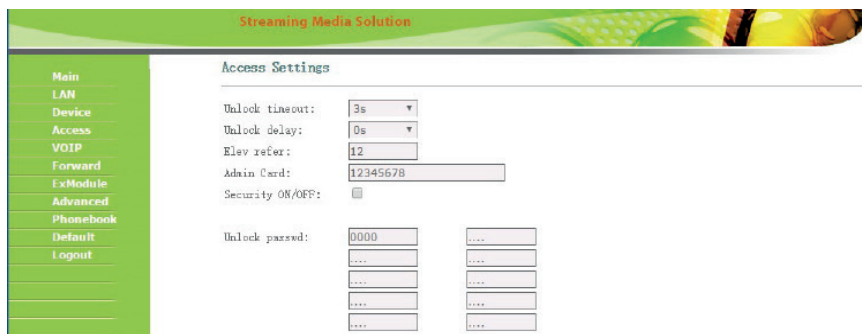 Streaming Media Solution
Main
LAN
Device
Access
VOIP
Forward
ExModule
Advanced
Phonebook
Default
Logout
Access Settings
Unlock timeout: 3s
Unlock delay: 0s
Elev refer: 12
Admin Card: 12345678
Security ON/OFF:
Unlock passwd: 0000 ....
.... ....
.... ....
.... ....
.... ....